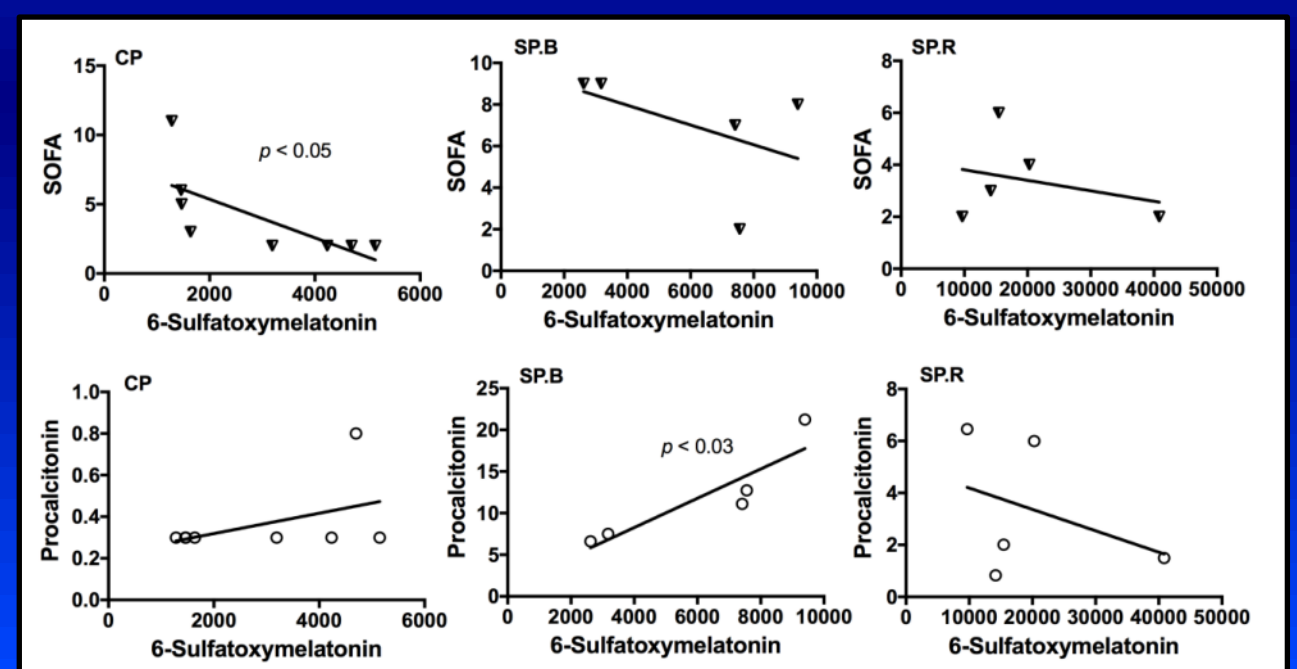 CP
15
10
5
0
SOFA
p < 0.05
0 2000 4000 6000
6-Sulfatoxymelatonin
SP.B
10
8
6
4
2
0
SOFA
0 2000 4000 6000 8000 10000
6-Sulfatoxymelatonin
SP.R
8
6
4
2
0
SOFA
0 10000 20000 30000 40000 50000
6-Sulfatoxymelatonin
CP
1.0
0.8
0.6
0.4
0.2
0.0
Procalcitonin
0 2000 4000 6000
6-Sulfatoxymelatonin
SP.B
25
20
15
10
5
0
Procalcitonin
p < 0.03
0 2000 4000 6000 8000 10000
6-Sulfatoxymelatonin
SP.R
8
6
4
2
0
Procalcitonin
0 10000 20000 30000 40000 50000
6-Sulfatoxymelatonin